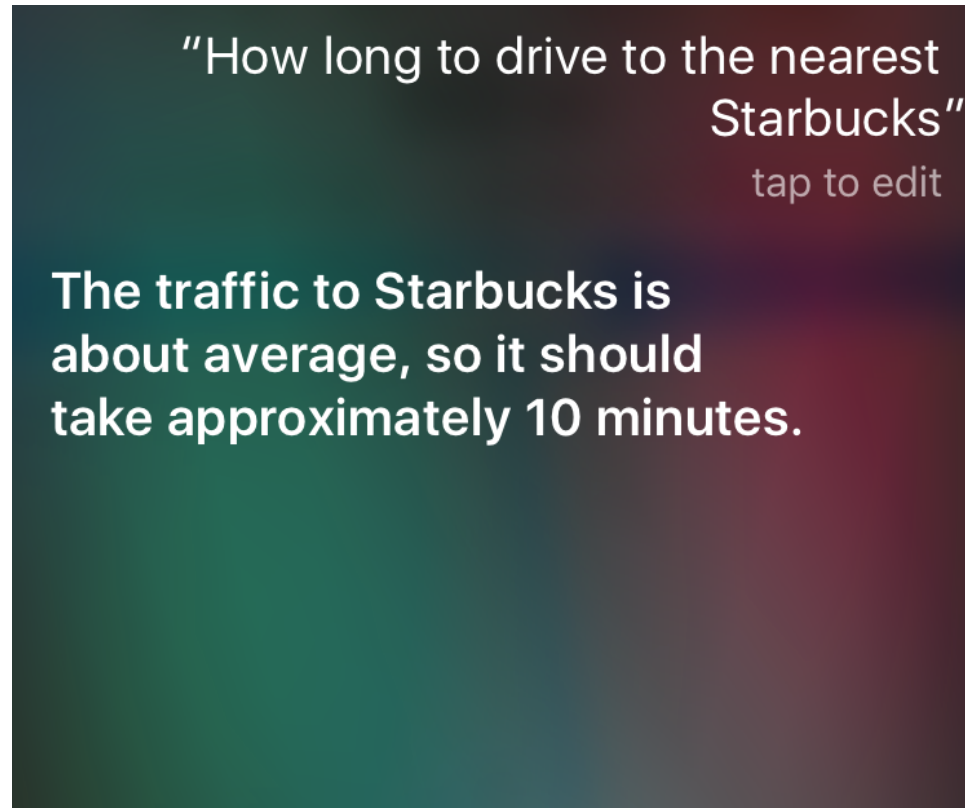 “How long to drive to the nearest
Starbucks”
tap to edit
The traffic to Starbucks is
about average, so it should
take approximately 10 minutes.